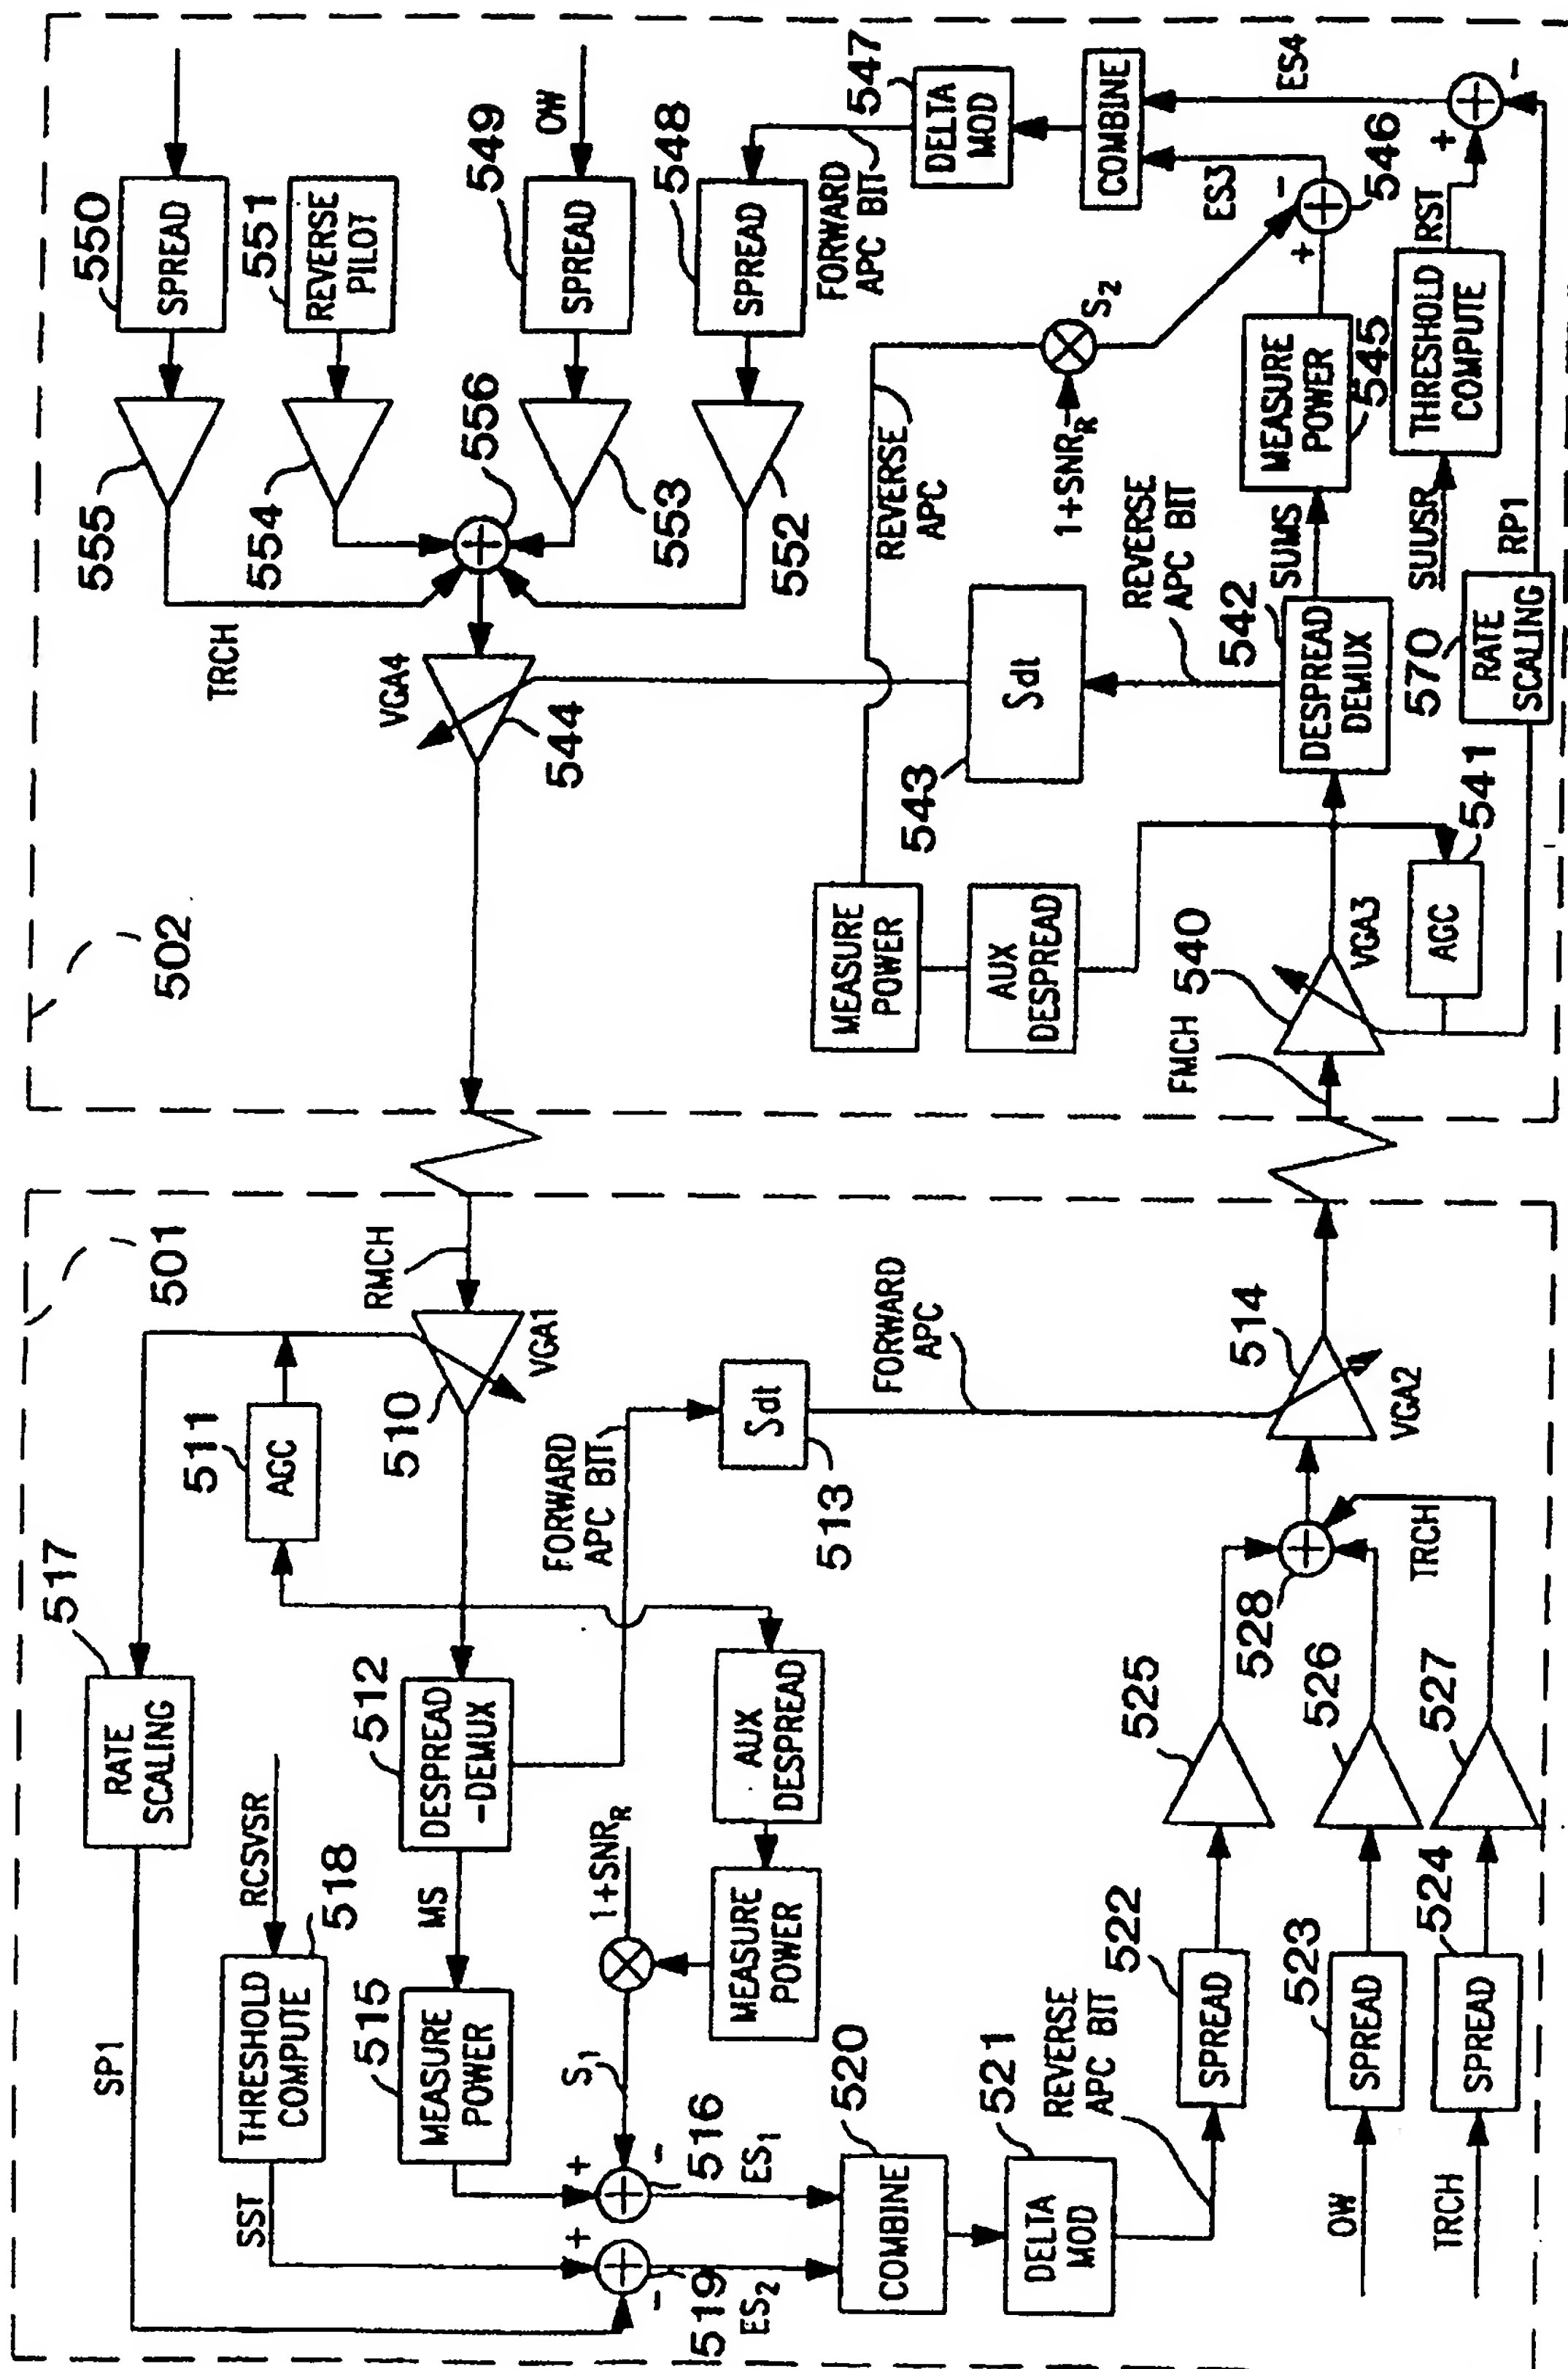 501
517
RATE
SCALING
SP1
511
AGC
RMCH
510
VGA1
RCSVSR
518
THRESHOLD
COMPUTE
SST
512
DESPREAD
-DEMUX
MS
515
MEASURE
POWER
FORWARD
APC BIT
∫dt
513
FORWARD
APC
1+SNRR
S1
AUX
DESPREAD
MEASURE
POWER
+
-
516
ES1
+
-
519
ES2
520
COMBINE
521
DELTA
MOD
REVERSE
APC BIT
522
SPREAD
525
523
SPREAD
OW
526
524
SPREAD
TRCH
527
TRCH
528
514
VGA2
502
550
SPREAD
555
TRCH
551
REVERSE
PILOT
554
549
SPREAD
OW
553
548
SPREAD
552
556
VGA4
544
FORWARD
APC BIT
547
DELTA
MOD
COMBINE
ES3
ES4
REVERSE
APC
1+SNRR
S2
+
-
546
+
-
543
∫dt
REVERSE
APC BIT
MEASURE
POWER
AUX
DESPREAD
542
DESPREAD
DEMUX
SUMS
MEASURE
POWER
545
SUUSR
THRESHOLD
COMPUTE
RST
FMCH
540
VGA3
AGC
541
570
RATE
SCALING
RP1